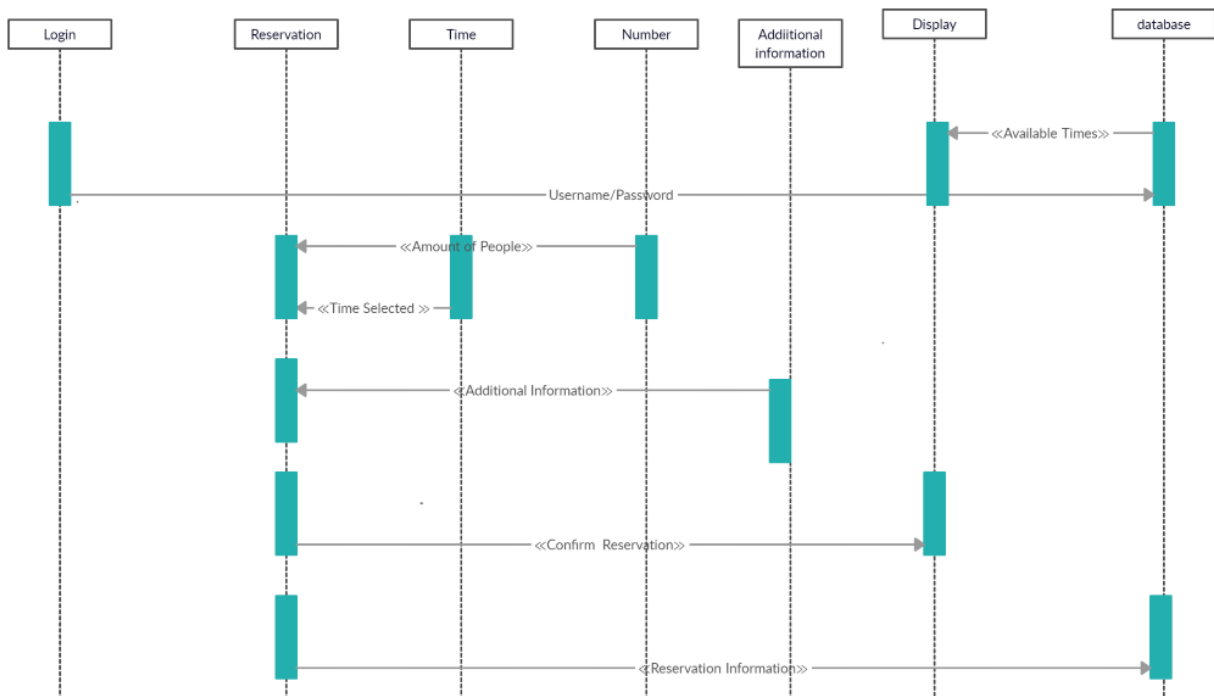 Login
Reservation
Time
Number
Addiitional
information
Display
database
≪Available Times≫
Username/Password
≪Amount of People≫
≪Time Selected ≫
≪Additional Information≫
≪Confirm Reservation≫
≪Reservation Information≫